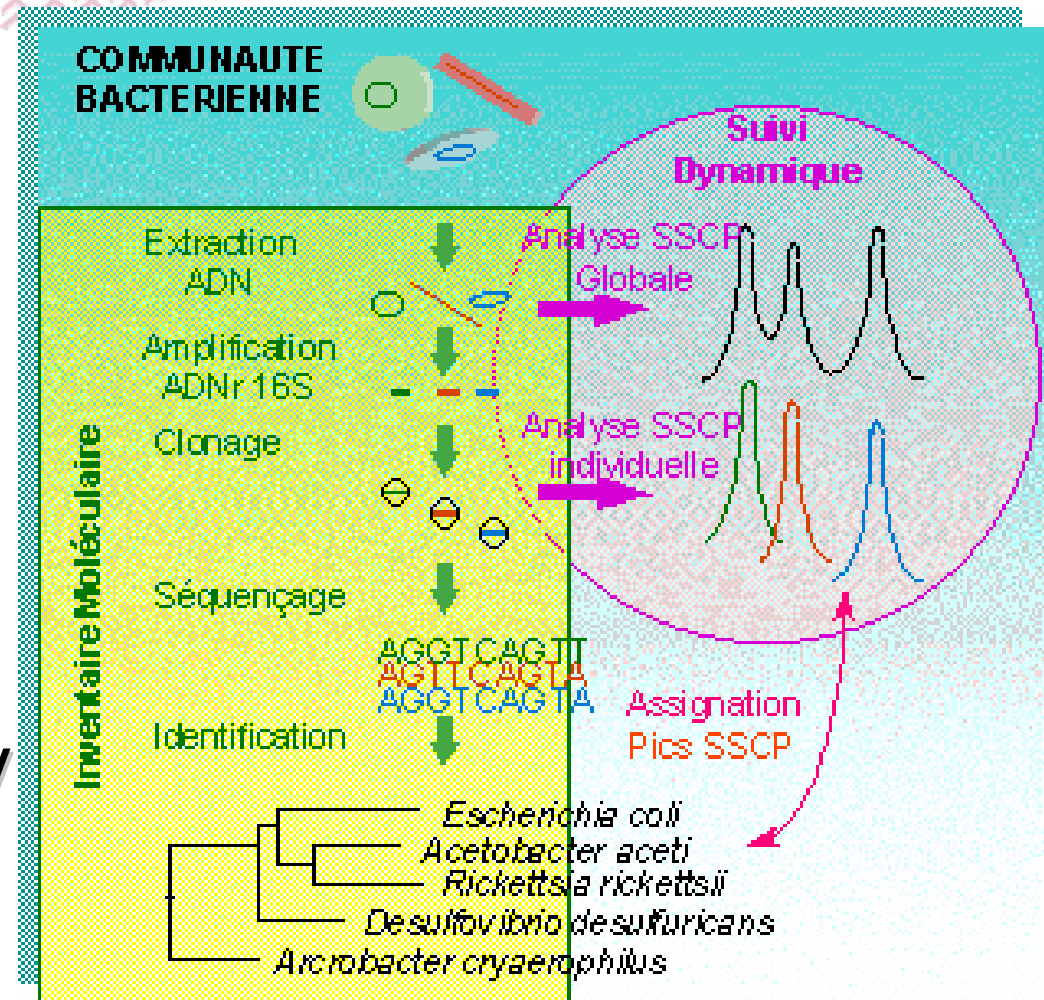 COMMUNAUTE
BACTERIENNE
Suivi
Dynamique
Extraction
ADN
Analyse SSCP
Globale
Amplification
ADNr 16S
Clonage
Analyse SSCP
individuelle
Inventaire Moléculaire
Séquençage
AGGTCAGTT
AGTTCAGTA
AGGTCAGTA
Assignation
Pics SSCP
Identification
Escherichia coli
Acetobacter aceti
Rickettsia rickettsii
Desulfovibrio desulfuricans
Arcrobacter cryaerophilus